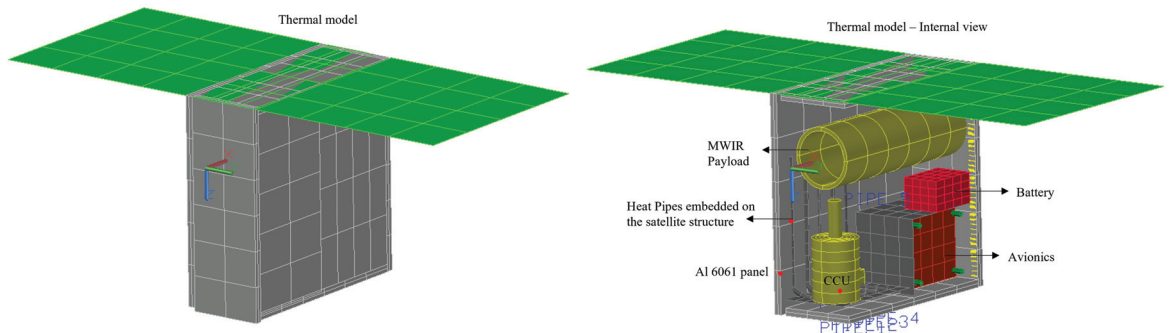 Thermal model
Thermal model – Internal view
MWIR
Payload
Battery
Heat Pipes embedded on
the satellite structure
Avionics
Al 6061 panel
CCU